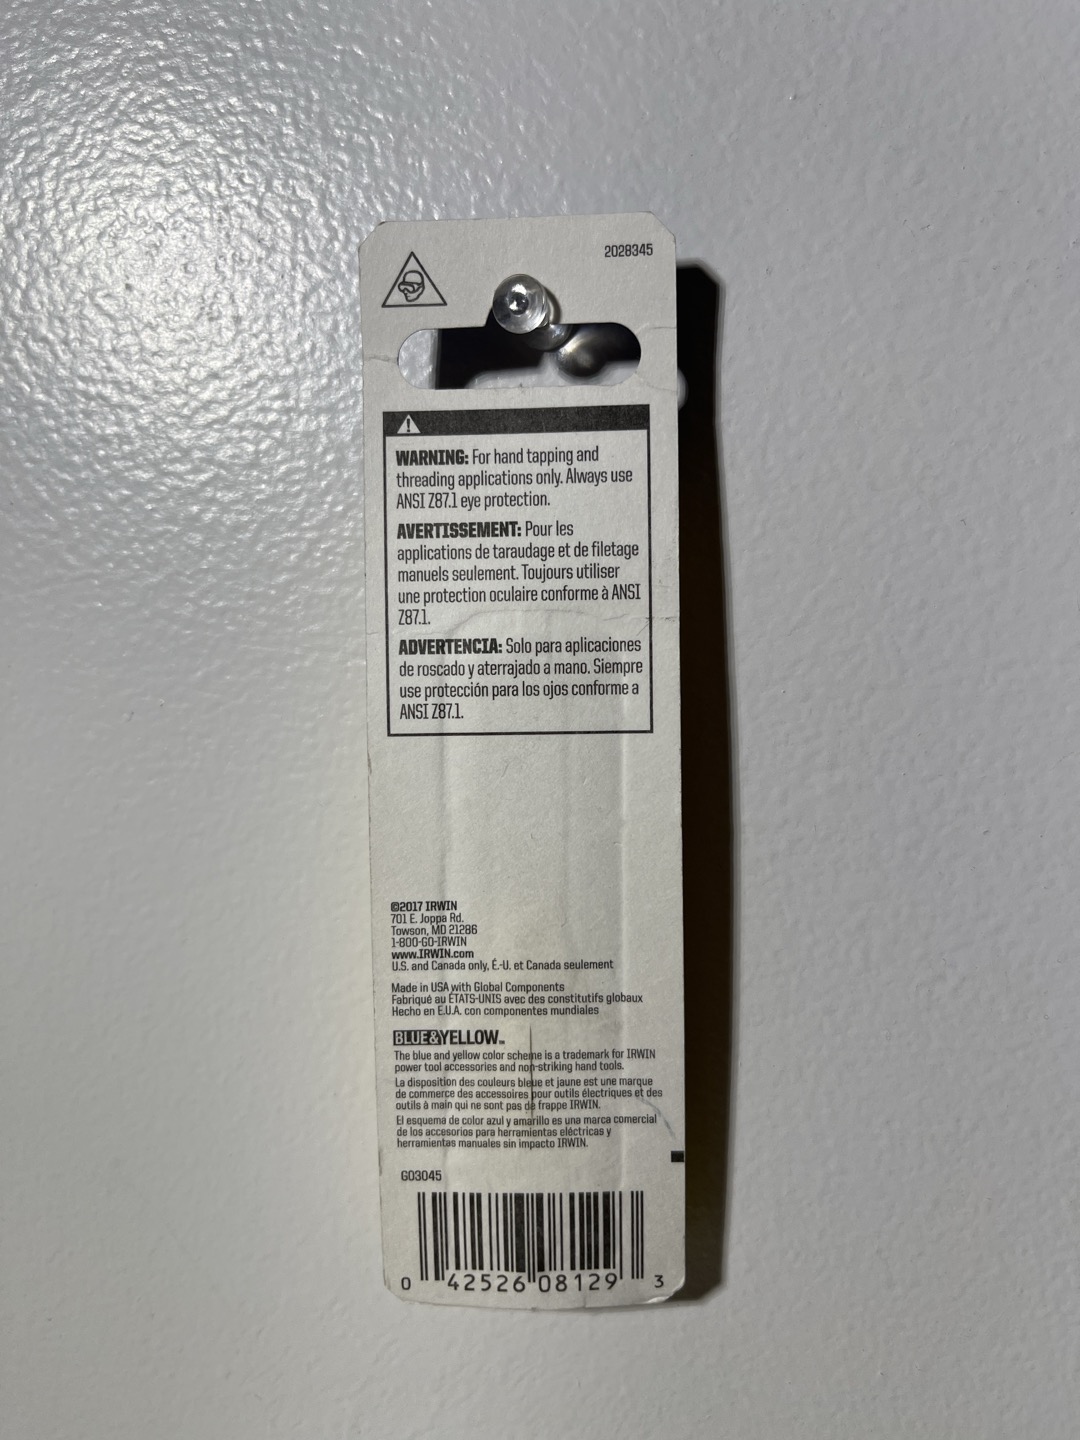 2028345
WARNING: For hand tapping and
threading applications only. Always use
ANSI Z87.1 eye protection.
AVERTISSEMENT: Pour les
applications de taraudage et de filetage
manuels seulement. Toujours utiliser
une protection oculaire conforme à ANSI
Z87.1.
ADVERTENCIA: Solo para aplicaciones
de roscado y aterrajado a mano. Siempre
use protección para los ojos conforme a
ANSI Z87.1.
©2017 IRWIN
701 E. Joppa Rd.
Towson, MD 21286
1-800-GO-IRWIN
www.IRWIN.com
U.S. and Canada only, É.-U. et Canada seulement
Made in USA with Global Components
Fabriqué au ÉTATS-UNIS avec des constitutifs globaux
Hecho en E.U.A. con componentes mundiales
BLUE&YELLOW™
The blue and yellow color scheme is a trademark for IRWIN
power tool accessories and non-striking hand tools.
La disposition des couleurs bleue et jaune est une marque
de commerce des accessoires pour outils électriques et des
outils à main qui ne sont pas de frappe IRWIN.
El esquema de color azul y amarillo es una marca comercial
de los accesorios para herramientas eléctricas y
herramientas manuales sin impacto IRWIN.
G03045
0 42526 08129 3